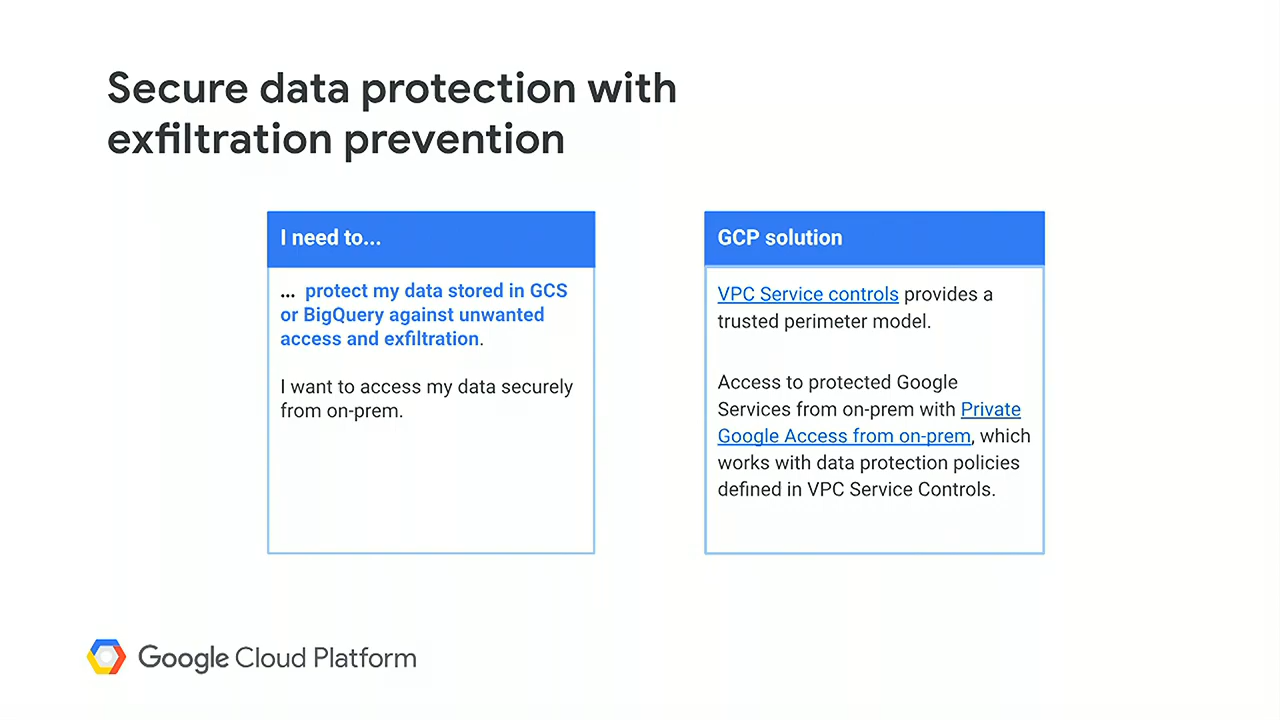 Secure data protection with
exfiltration prevention
I need to...
... protect my data stored in GCS
or BigQuery against unwanted
access and exfiltration.
I want to access my data securely
from on-prem.
GCP solution
VPC Service controls provides a
trusted perimeter model.
Access to protected Google
Services from on-prem with Private
Google Access from on-prem, which
works with data protection policies
defined in VPC Service Controls.
Google Cloud Platform